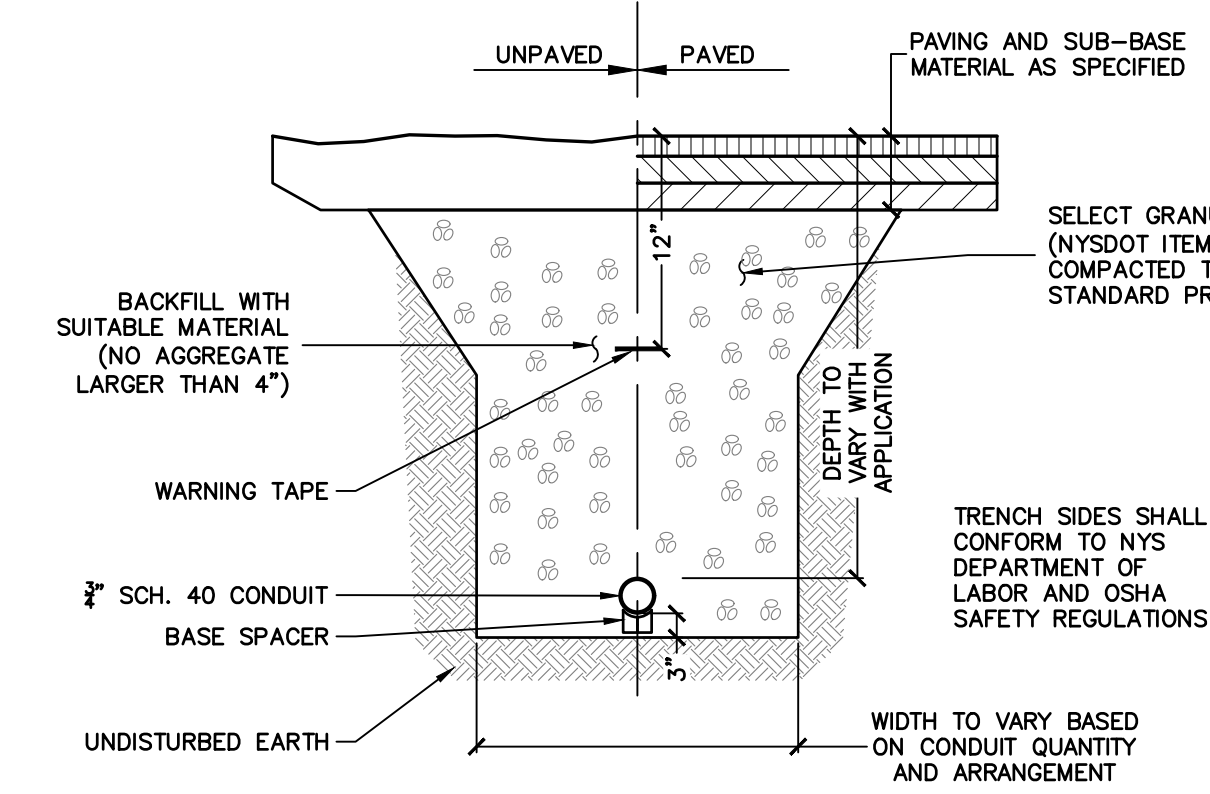 UNPAVED
PAVED
PAVING AND SUB-BASE
MATERIAL AS SPECIFIED
SELECT
(NYSDOT ITEM
COMPACTED
STANDARD
12"
BACKFILL WITH
SUITABLE MATERIAL
(NO AGGREGATE
LARGER THAN 4")
DEPTH TO
VARY WITH
APPLICATION
WARNING TAPE
TRENCH SIDES SHALL
CONFORM TO NYS
DEPARTMENT OF
LABOR AND OSHA
SAFETY REGULATIONS
3/4" SCH. 40 CONDUIT
BASE SPACER
3"
UNDISTURBED EARTH
WIDTH TO VARY BASED
ON CONDUIT QUANTITY
AND ARRANGEMENT